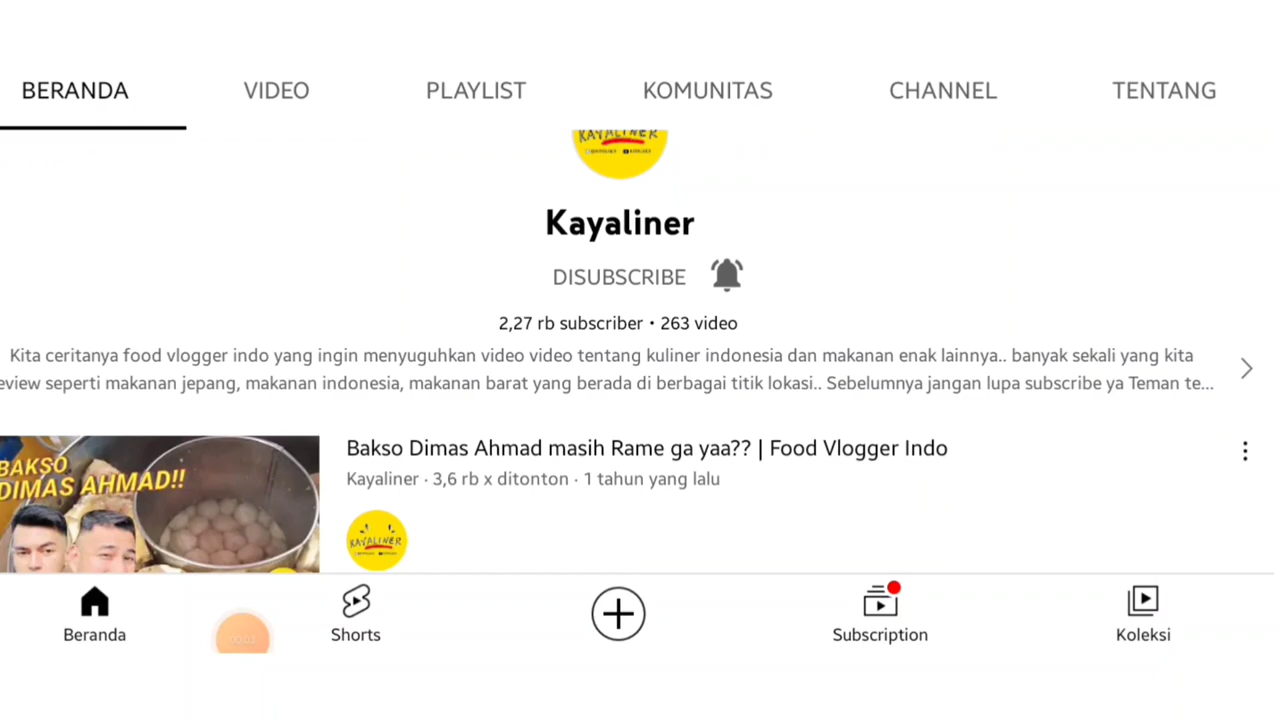 BERANDA VIDEO PLAYLIST KOMUNITAS CHANNEL TENTANG
KAYALINER
Kayaliner
DISUBSCRIBE
2,27 rb subscriber • 263 video
Kita ceritanya food vlogger indo yang ingin menyuguhkan video video tentang kuliner indonesia dan makanan enak lainnya.. banyak sekali yang kita
eview seperti makanan jepang, makanan indonesia, makanan barat yang berada di berbagai titik lokasi.. Sebelumnya jangan lupa subscribe ya Teman te...
BAKSO
DIMAS AHMAD!!
Bakso Dimas Ahmad masih Rame ga yaa?? | Food Vlogger Indo
Kayaliner · 3,6 rb x ditonton · 1 tahun yang lalu
KAYALINER
Beranda Shorts Subscription Koleksi